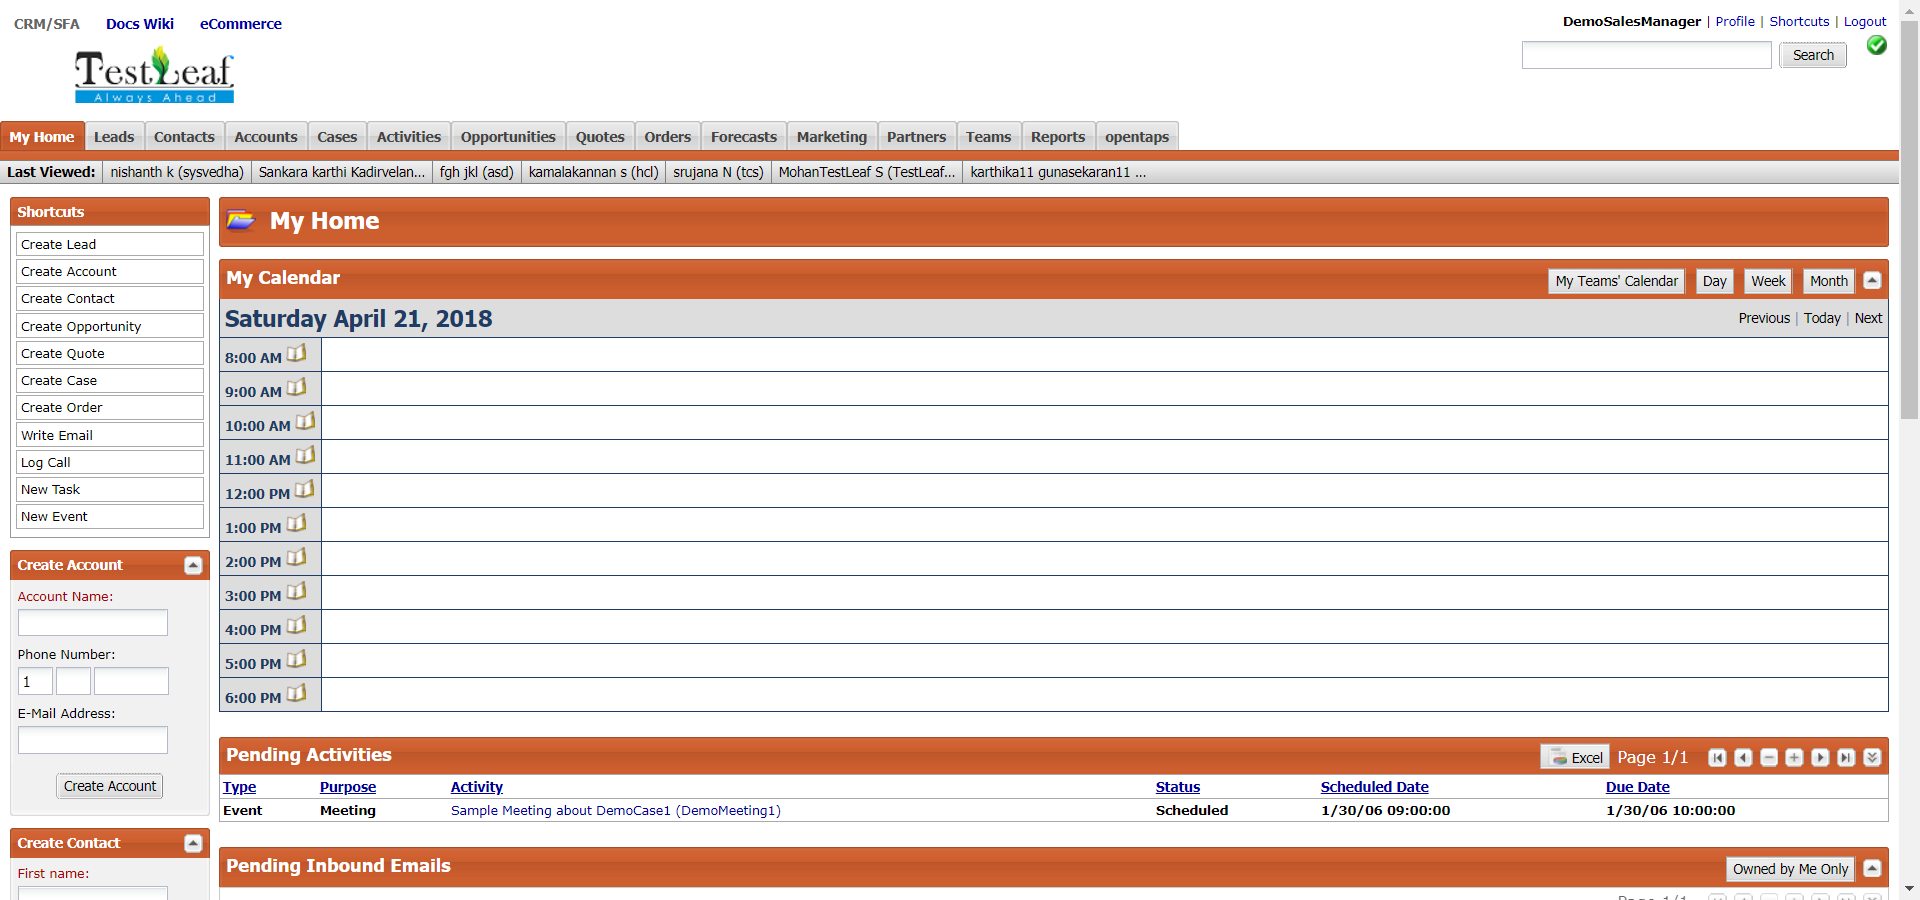 CRM/SFA Docs Wiki eCommerce
DemoSalesManager | Profile | Shortcuts | Logout
Search
TestLeaf
Always Ahead
My Home Leads Contacts Accounts Cases Activities Opportunities Quotes Orders Forecasts Marketing Partners Teams Reports opentaps
Last Viewed: nishanth k (sysvedha) Sankara karthi Kadirvelan... fgh jkl (asd) kamalakannan s (hcl) srujana N (tcs) MohanTestLeaf S (TestLeaf... karthika11 gunasekaran11 ...
Shortcuts
Create Lead
Create Account
Create Contact
Create Opportunity
Create Quote
Create Case
Create Order
Write Email
Log Call
New Task
New Event
Create Account
Account Name:
Phone Number:
1
E-Mail Address:
Create Account
Create Contact
First name:
My Home
My Calendar My Teams' Calendar Day Week Month
Saturday April 21, 2018 Previous | Today | Next
8:00 AM
9:00 AM
10:00 AM
11:00 AM
12:00 PM
1:00 PM
2:00 PM
3:00 PM
4:00 PM
5:00 PM
6:00 PM
Pending Activities Excel Page 1/1
Type Purpose Activity Status Scheduled Date Due Date
Event Meeting Sample Meeting about DemoCase1 (DemoMeeting1) Scheduled 1/30/06 09:00:00 1/30/06 10:00:00
Pending Inbound Emails Owned by Me Only
Page 1/1